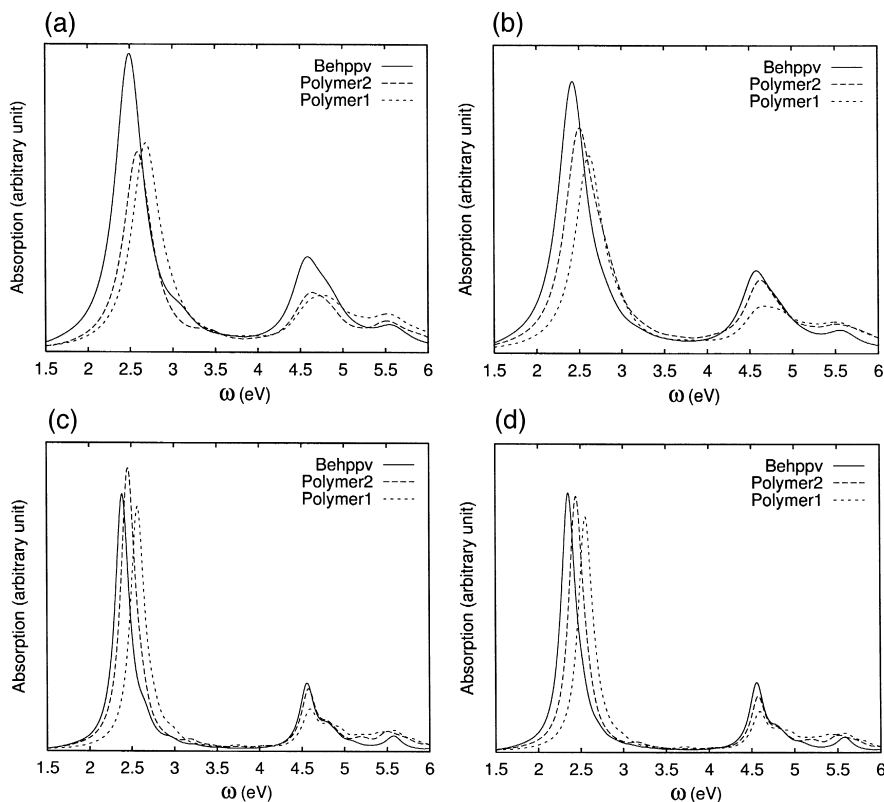 (a)
Absorption (arbitrary unit)
Behppv
Polymer2
Polymer1
1.5 2 2.5 3 3.5 4 4.5 5 5.5 6
ω (eV)
(b)
Absorption (arbitrary unit)
Behppv
Polymer2
Polymer1
1.5 2 2.5 3 3.5 4 4.5 5 5.5 6
ω (eV)
(c)
Absorption (arbitrary unit)
Behppv
Polymer2
Polymer1
1.5 2 2.5 3 3.5 4 4.5 5 5.5 6
ω (eV)
(d)
Absorption (arbitrary unit)
Behppv
Polymer2
Polymer1
1.5 2 2.5 3 3.5 4 4.5 5 5.5 6
ω (eV)